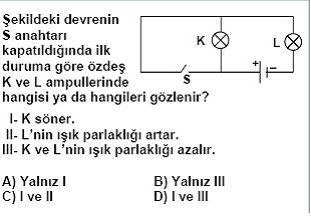 Şekildeki devrenin
S anahtarı
kapatıldığında ilk
duruma göre özdeş
K ve L ampullerinde
hangisi ya da hangileri gözlenir?
K
L
S
+
−
I- K söner.
II- L'nin ışık parlaklığı artar.
III- K ve L'nin ışık parlaklığı azalır.
A) Yalnız I
B) Yalnız III
C) I ve II
D) I ve III